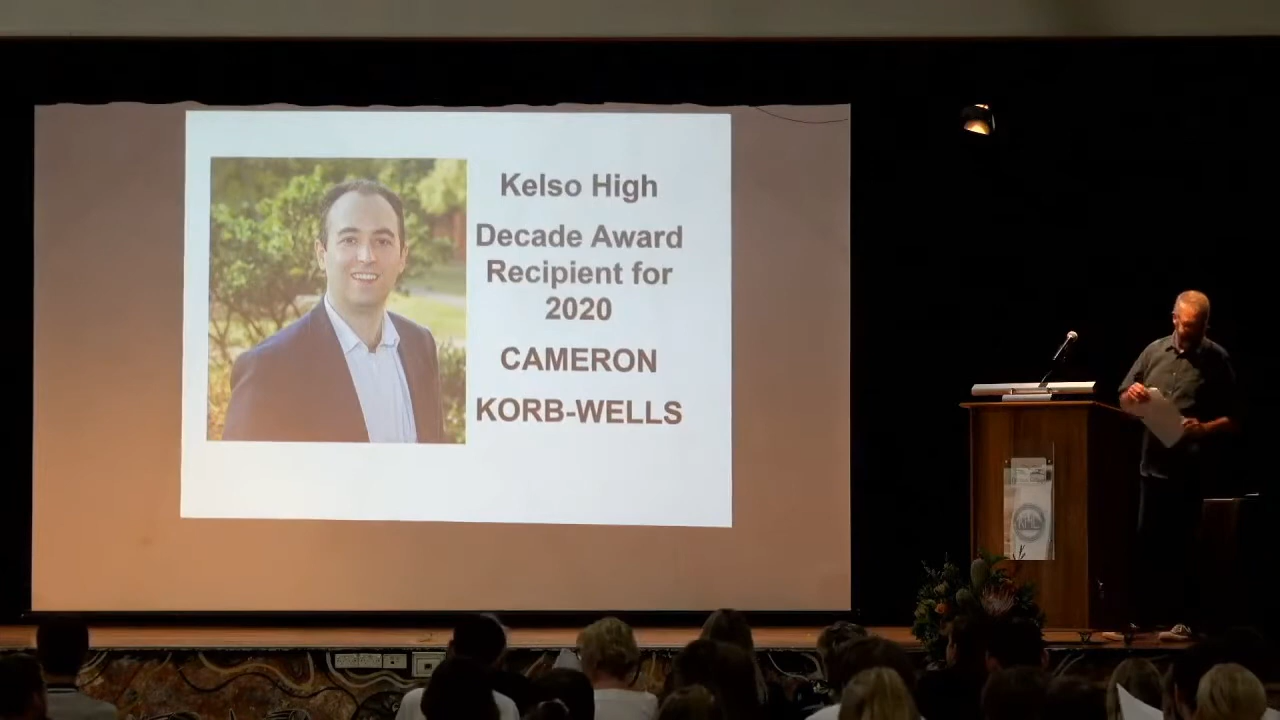 Kelso High
Decade Award
Recipient for
2020
CAMERON
KORB-WELLS